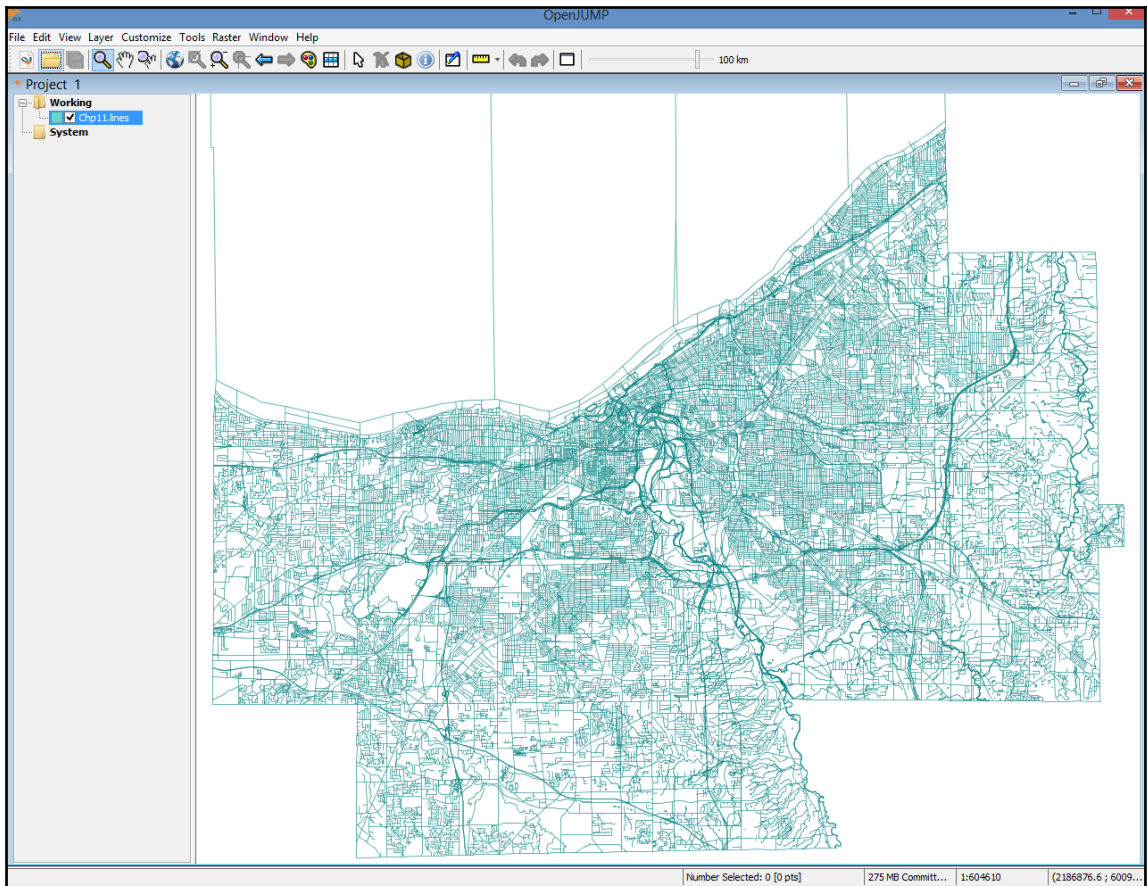 OpenJUMP
File Edit View Layer Customize Tools Raster Window Help
100 km
Project 1
Working
Chp11.lines
System
Number Selected: 0 [0 pts]
275 MB Committ...
1:604610
(2186876.6 ; 6009...